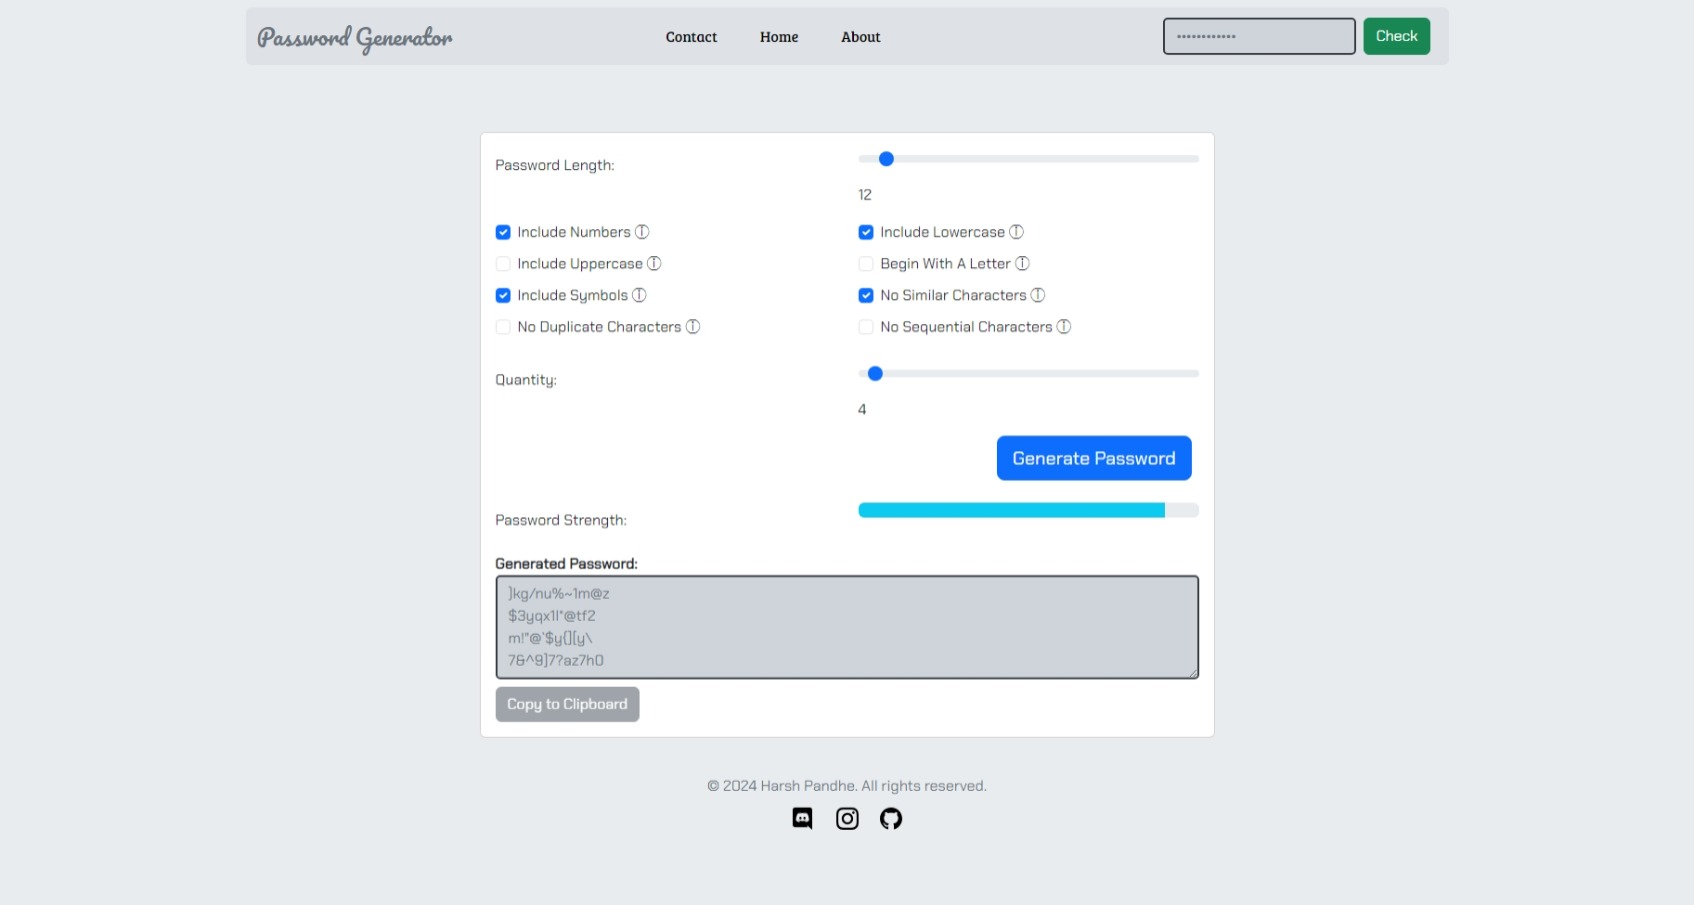 Password Generator
Contact Home About
············ Check
Password Length:
12
Include Numbers ⓘ Include Lowercase ⓘ
Include Uppercase ⓘ Begin With A Letter ⓘ
Include Symbols ⓘ No Similar Characters ⓘ
No Duplicate Characters ⓘ No Sequential Characters ⓘ
Quantity:
4
Generate Password
Password Strength:
Generated Password:
}kg/nu%~1m@z
$3yqx1l"@tf2
m!"@`$y{][y\
7&^9]7?az7h0
Copy to Clipboard
© 2024 Harsh Pandhe. All rights reserved.